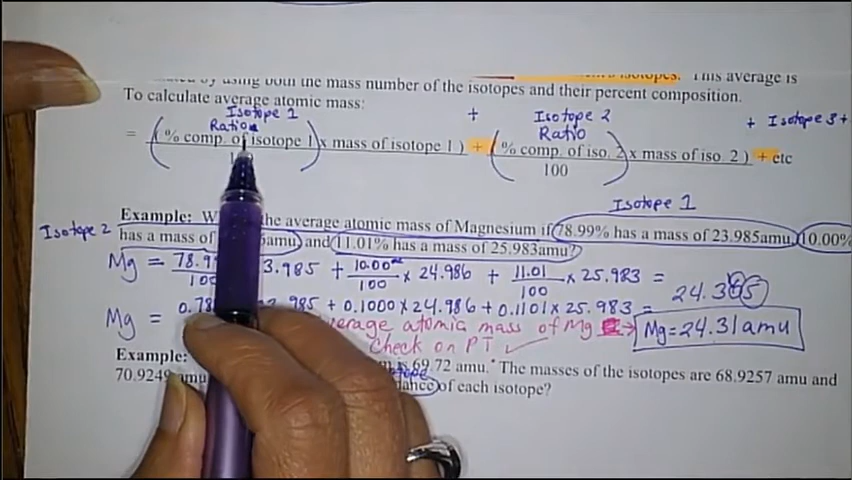 by using both the mass number of the isotopes and their percent composition. This average is
To calculate average atomic mass:
Isotope 1 + Isotope 2 + Isotope 3+
Ratio Ratio
= ( % comp. of isotope 1 x mass of isotope 1 ) + ( % comp. of iso. 2 x mass of iso. 2 ) + etc
100
Isotope 1
Example: the average atomic mass of Magnesium if 78.99% has a mass of 23.985amu, 10.00%
Isotope 2 has a mass of amu, and 11.01% has a mass of 25.983amu?
Mg = 78.9 3.985 + 10.00 x 24.986 + 11.01 x 25.983 =
100 100 100
24.305
Mg = 0.78 .985 + 0.1000 x 24.986 + 0.1101 x 25.983 =
average atomic mass of Mg → Mg = 24.31 amu
Check on PT ✓
Example: is 69.72 amu. The masses of the isotopes are 68.9257 amu and
70.9249 amu of each isotope?